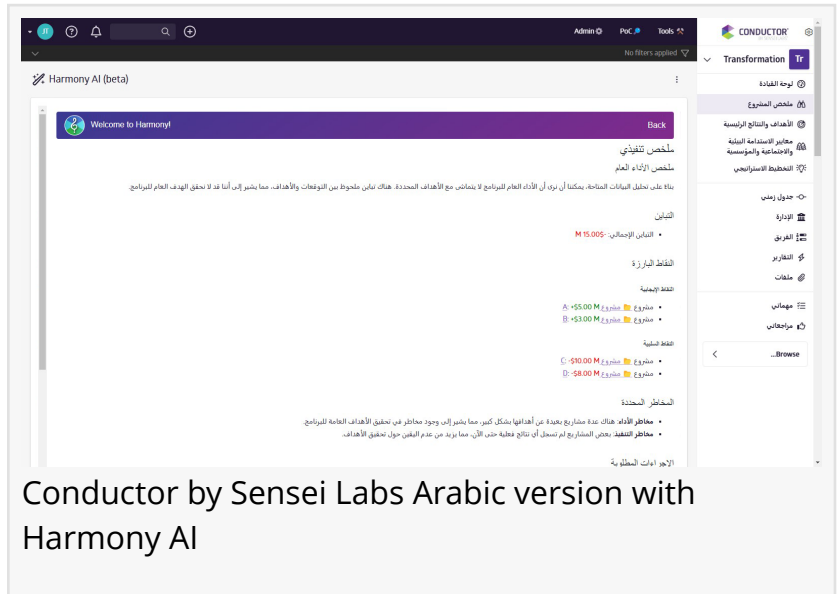 JT
Admin
PoC
Tools
CONDUCTOR
No filters applied
Transformation Tr
Harmony AI (beta)
Welcome to Harmony!
Back
ملخص تنفيذي
ملخص الأداء العام
بناءً على تحليل البيانات المتاحة، يمكننا أن نرى أن الأداء العام للبرنامج لا يتماشى مع الأهداف المحددة. هناك تباين ملحوظ بين التوقعات والأهداف، مما يشير إلى أننا قد لا نحقق الهدف العام للبرنامج.
التباين
التباين الإجمالي: -$15.00 M
النقاط البارزة
النقاط الإيجابية
مشروع مشروع A: +$5.00 M
مشروع مشروع B: +$3.00 M
النقاط السلبية
مشروع مشروع C: -$10.00 M
مشروع مشروع D: -$8.00 M
المخاطر المحددة
مخاطر الأداء: هناك عدة مشاريع بعيدة عن أهدافها بشكل كبير، مما يشير إلى وجود مخاطر في تحقيق الأهداف العامة للبرنامج.
مخاطر التنفيذ: بعض المشاريع لم تسجل أي نتائج فعلية حتى الآن، مما يزيد من عدم اليقين حول تحقيق الأهداف.
الإجراءات المطلوبة
لوحة القيادة
ملخص المشروع
الأهداف والنتائج الرئيسية
معايير الاستدامة البيئية
والاجتماعية والمؤسسية
التخطيط الاستراتيجي
جدول زمني
الإدارة
الفريق
التقارير
ملفات
مهماتي
مراجعاتي
Browse...
Conductor by Sensei Labs Arabic version with
Harmony AI